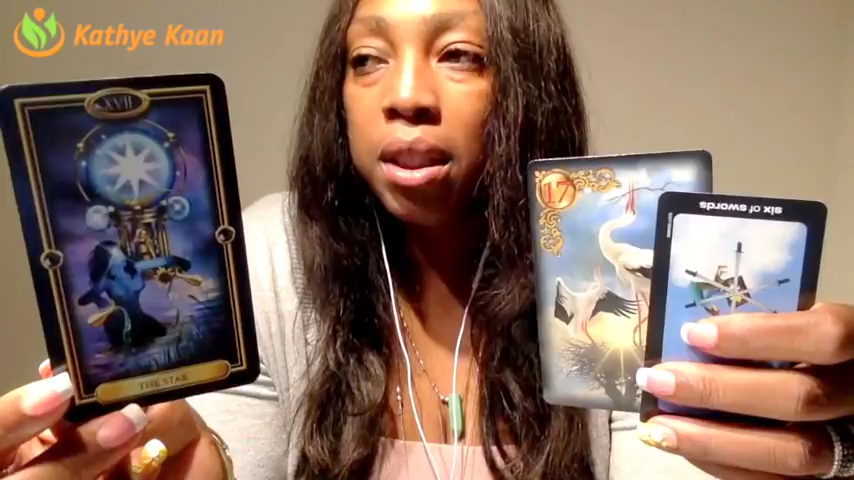 Kathye Kaan
XVII
THE STAR
17
six of swords